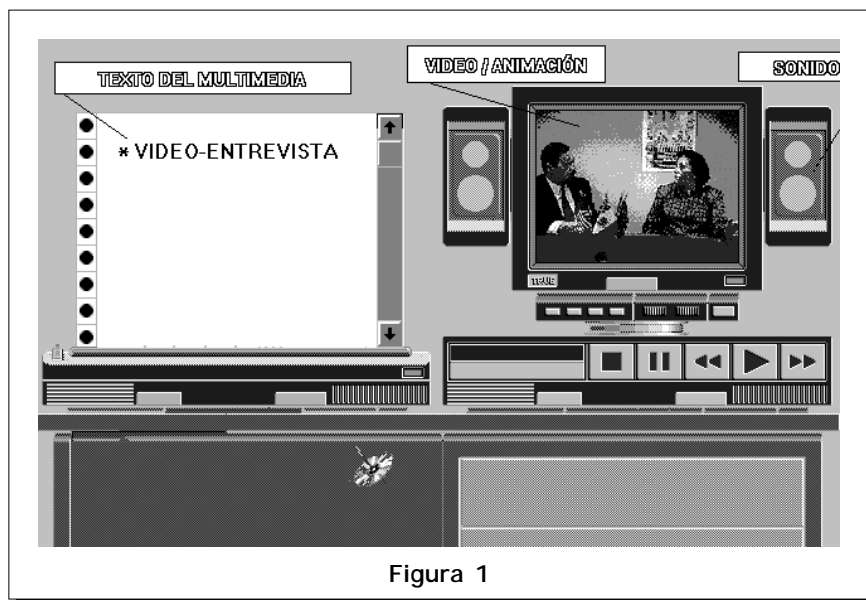 TEXTO DEL MULTIMEDIA
VIDEO / ANIMACIÓN
SONIDO
* VIDEO-ENTREVISTA
TRUE
Figura 1